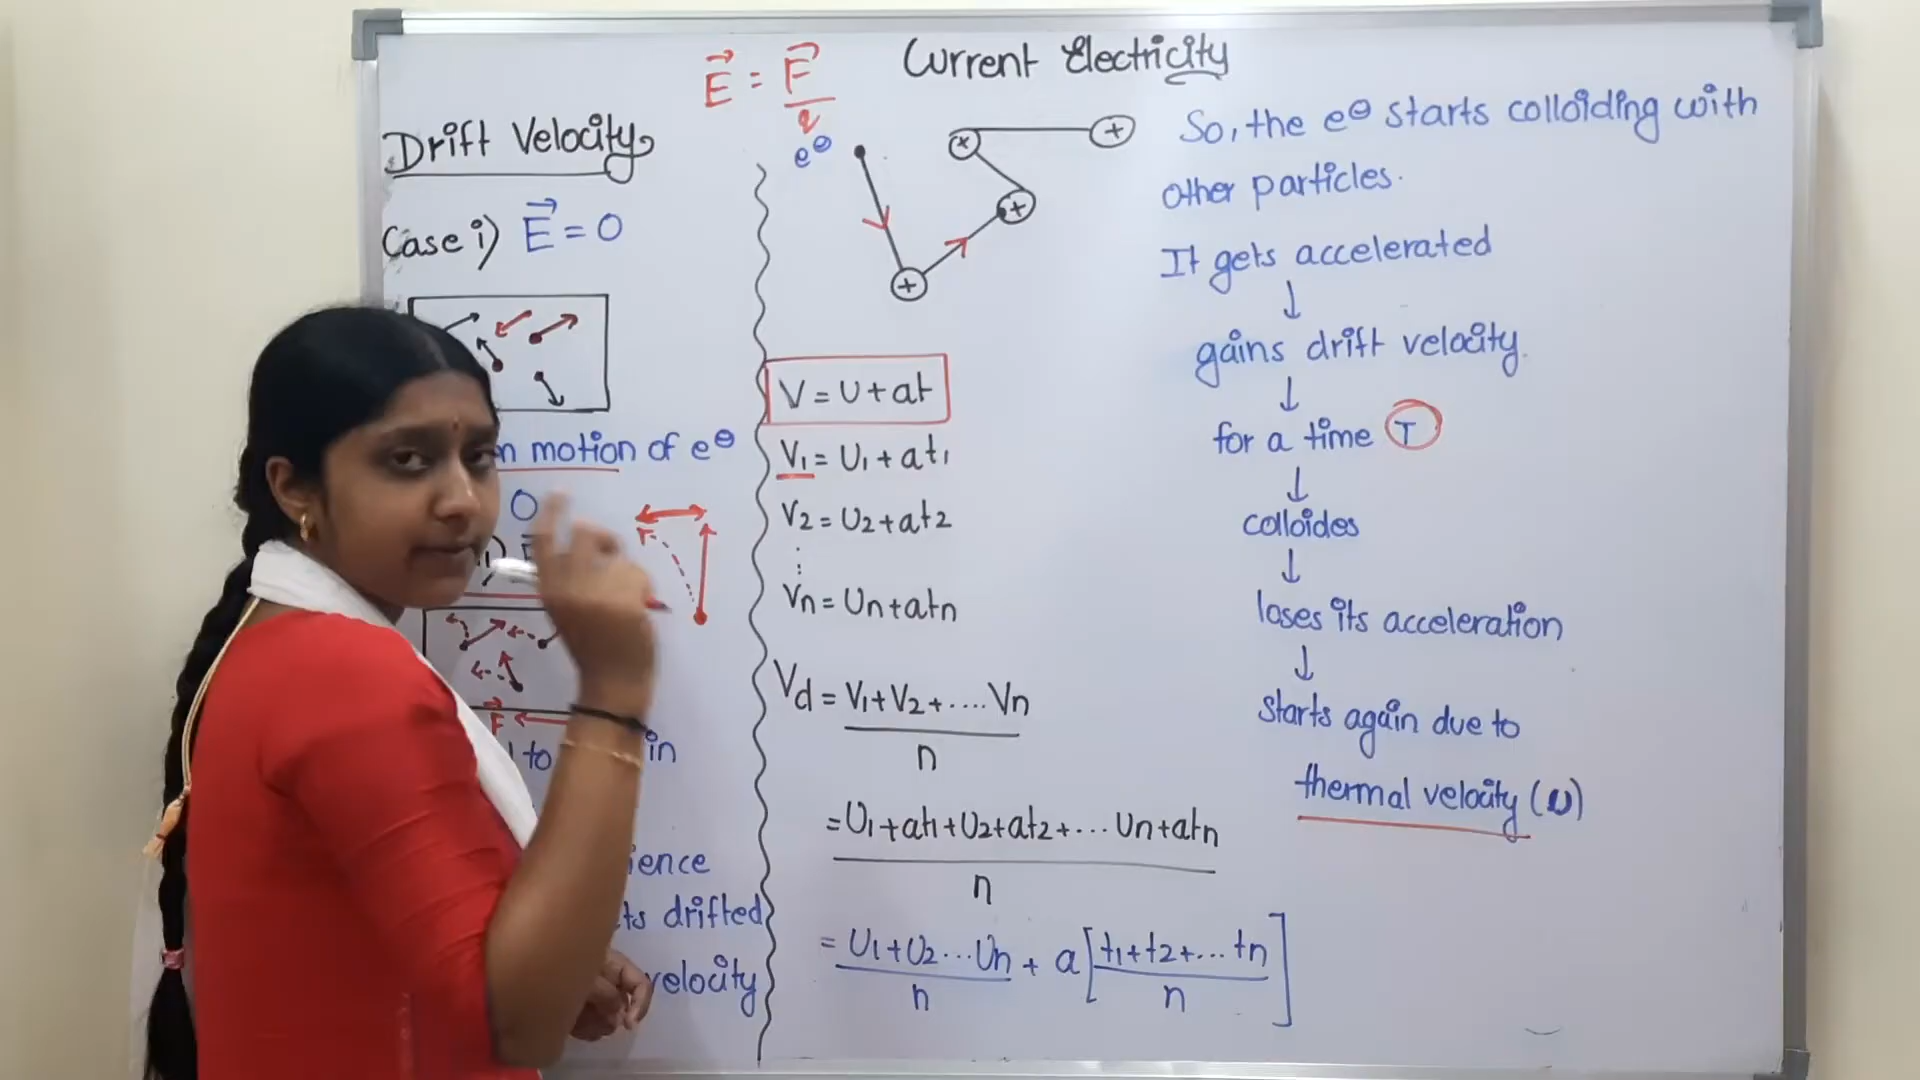 Current Electricity
E = F/q
Drift Velocity
Case i) E = 0
motion of e⊖
0
F
to in
ts drifted
velocity
e⊖
+
+
+
V = U + at
V1 = U1 + at1
V2 = U2 + at2
⋮
Vn = Un + atn
Vd = V1 + V2 + .... Vn
n
= U1 + at1 + U2 + at2 + ... Un + atn
n
= U1 + U2 ... Un / n + a [t1 + t2 + ... tn / n]
So, the e⊖ starts colloiding with
other particles.
It gets accelerated
↓
gains drift velocity.
↓
for a time T
↓
colloides
↓
loses its acceleration
↓
starts again due to
thermal velocity (U)